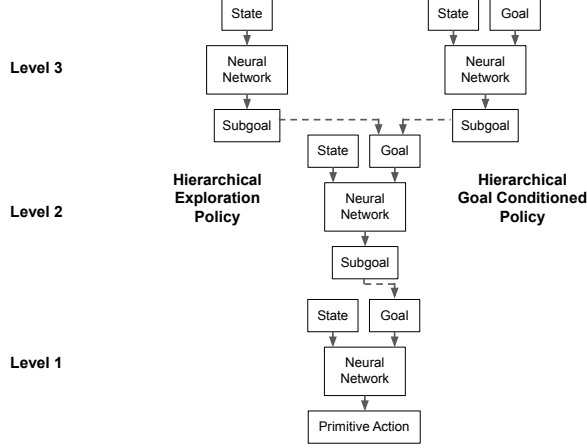 State
State
Goal
Level 3
Neural
Network
Neural
Network
Subgoal
Subgoal
State
Goal
Hierarchical
Exploration
Policy
Hierarchical
Goal Conditioned
Policy
Level 2
Neural
Network
Subgoal
State
Goal
Level 1
Neural
Network
Primitive Action